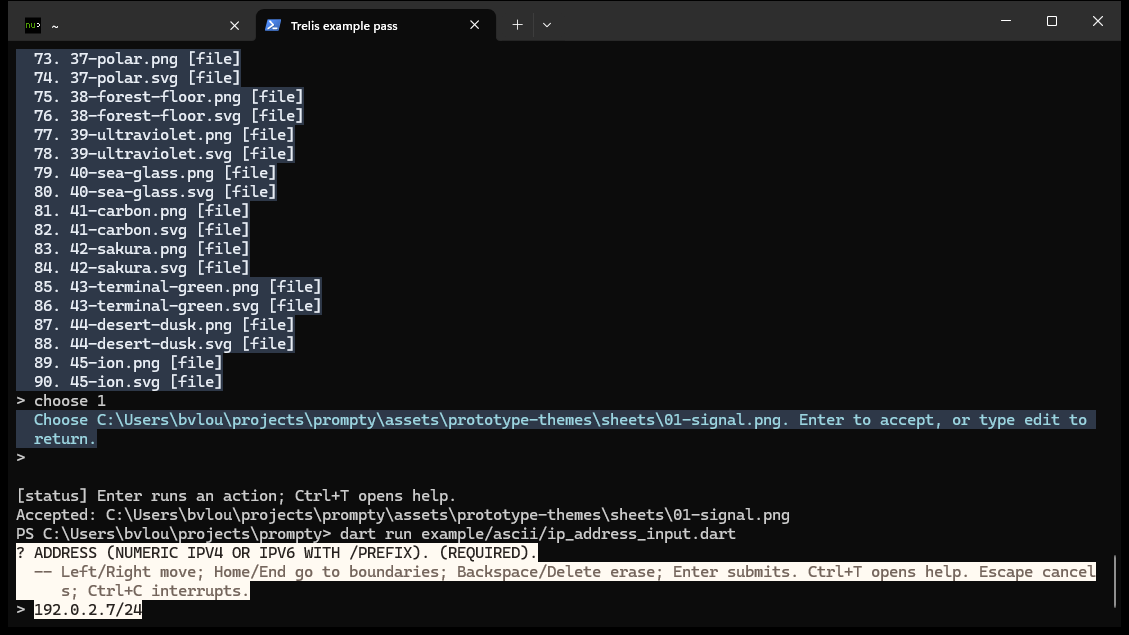 nu> ~
Trelis example pass
73. 37-polar.png [file]
74. 37-polar.svg [file]
75. 38-forest-floor.png [file]
76. 38-forest-floor.svg [file]
77. 39-ultraviolet.png [file]
78. 39-ultraviolet.svg [file]
79. 40-sea-glass.png [file]
80. 40-sea-glass.svg [file]
81. 41-carbon.png [file]
82. 41-carbon.svg [file]
83. 42-sakura.png [file]
84. 42-sakura.svg [file]
85. 43-terminal-green.png [file]
86. 43-terminal-green.svg [file]
87. 44-desert-dusk.png [file]
88. 44-desert-dusk.svg [file]
89. 45-ion.png [file]
90. 45-ion.svg [file]
> choose 1
Choose C:\Users\bvlou\projects\prompty\assets\prototype-themes\sheets\01-signal.png. Enter to accept, or type edit to
return.
>
[status] Enter runs an action; Ctrl+T opens help.
Accepted: C:\Users\bvlou\projects\prompty\assets\prototype-themes\sheets\01-signal.png
PS C:\Users\bvlou\projects\prompty> dart run example/ascii/ip_address_input.dart
? ADDRESS (NUMERIC IPV4 OR IPV6 WITH /PREFIX). (REQUIRED).
-- Left/Right move; Home/End go to boundaries; Backspace/Delete erase; Enter submits. Ctrl+T opens help. Escape cancel
s; Ctrl+C interrupts.
> 192.0.2.7/24